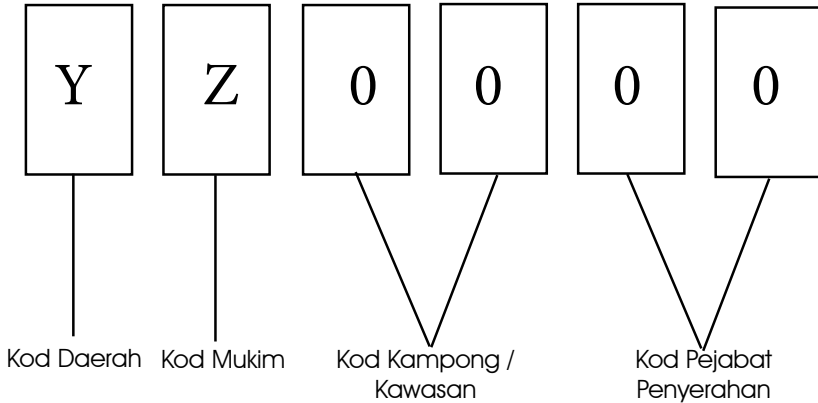 Y Z 0 0 0 0
Kod Daerah Kod Mukim Kod Kampong / Kod Pejabat
Kawasan Penyerahan